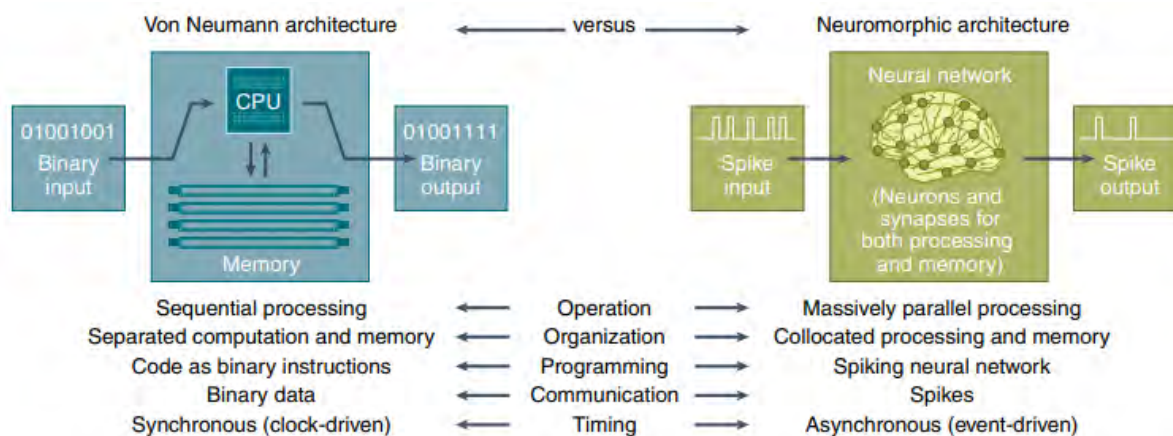 Von Neumann architecture versus Neuromorphic architecture
CPU
01001001
Binary
input
01001111
Binary
output
Memory
Neural network
Spike
input
Spike
output
(Neurons and
synapses for
both processing
and memory)
Sequential processing Operation Massively parallel processing
Separated computation and memory Organization Collocated processing and memory
Code as binary instructions Programming Spiking neural network
Binary data Communication Spikes
Synchronous (clock-driven) Timing Asynchronous (event-driven)